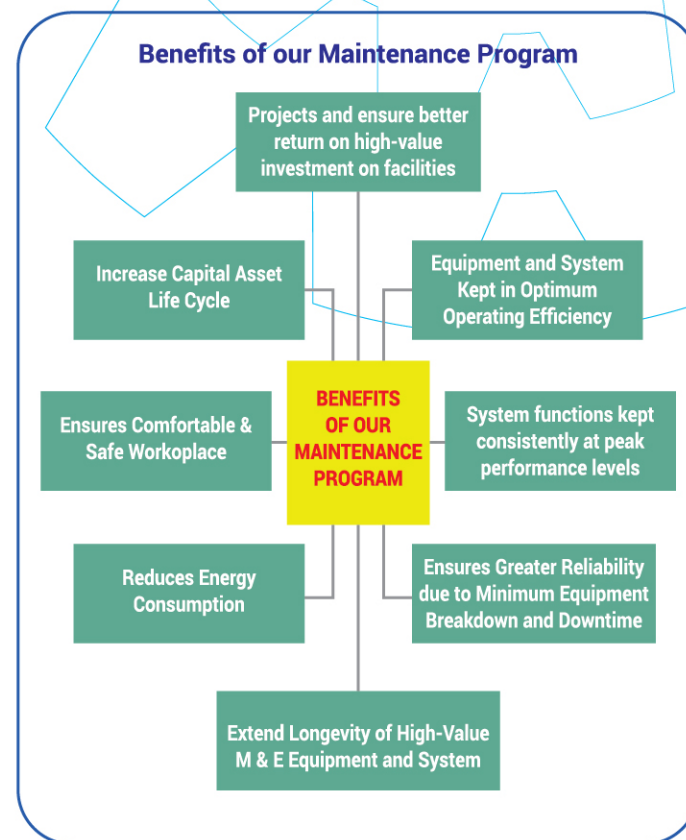 Benefits of our Maintenance Program
Projects and ensure better
return on high-value
investment on facilities
Increase Capital Asset
Life Cycle
Equipment and System
Kept in Optimum
Operating Efficiency
Ensures Comfortable &
Safe Workoplace
BENEFITS
OF OUR
MAINTENANCE
PROGRAM
System functions kept
consistently at peak
performance levels
Reduces Energy
Consumption
Ensures Greater Reliability
due to Minimum Equipment
Breakdown and Downtime
Extend Longevity of High-Value
M & E Equipment and System